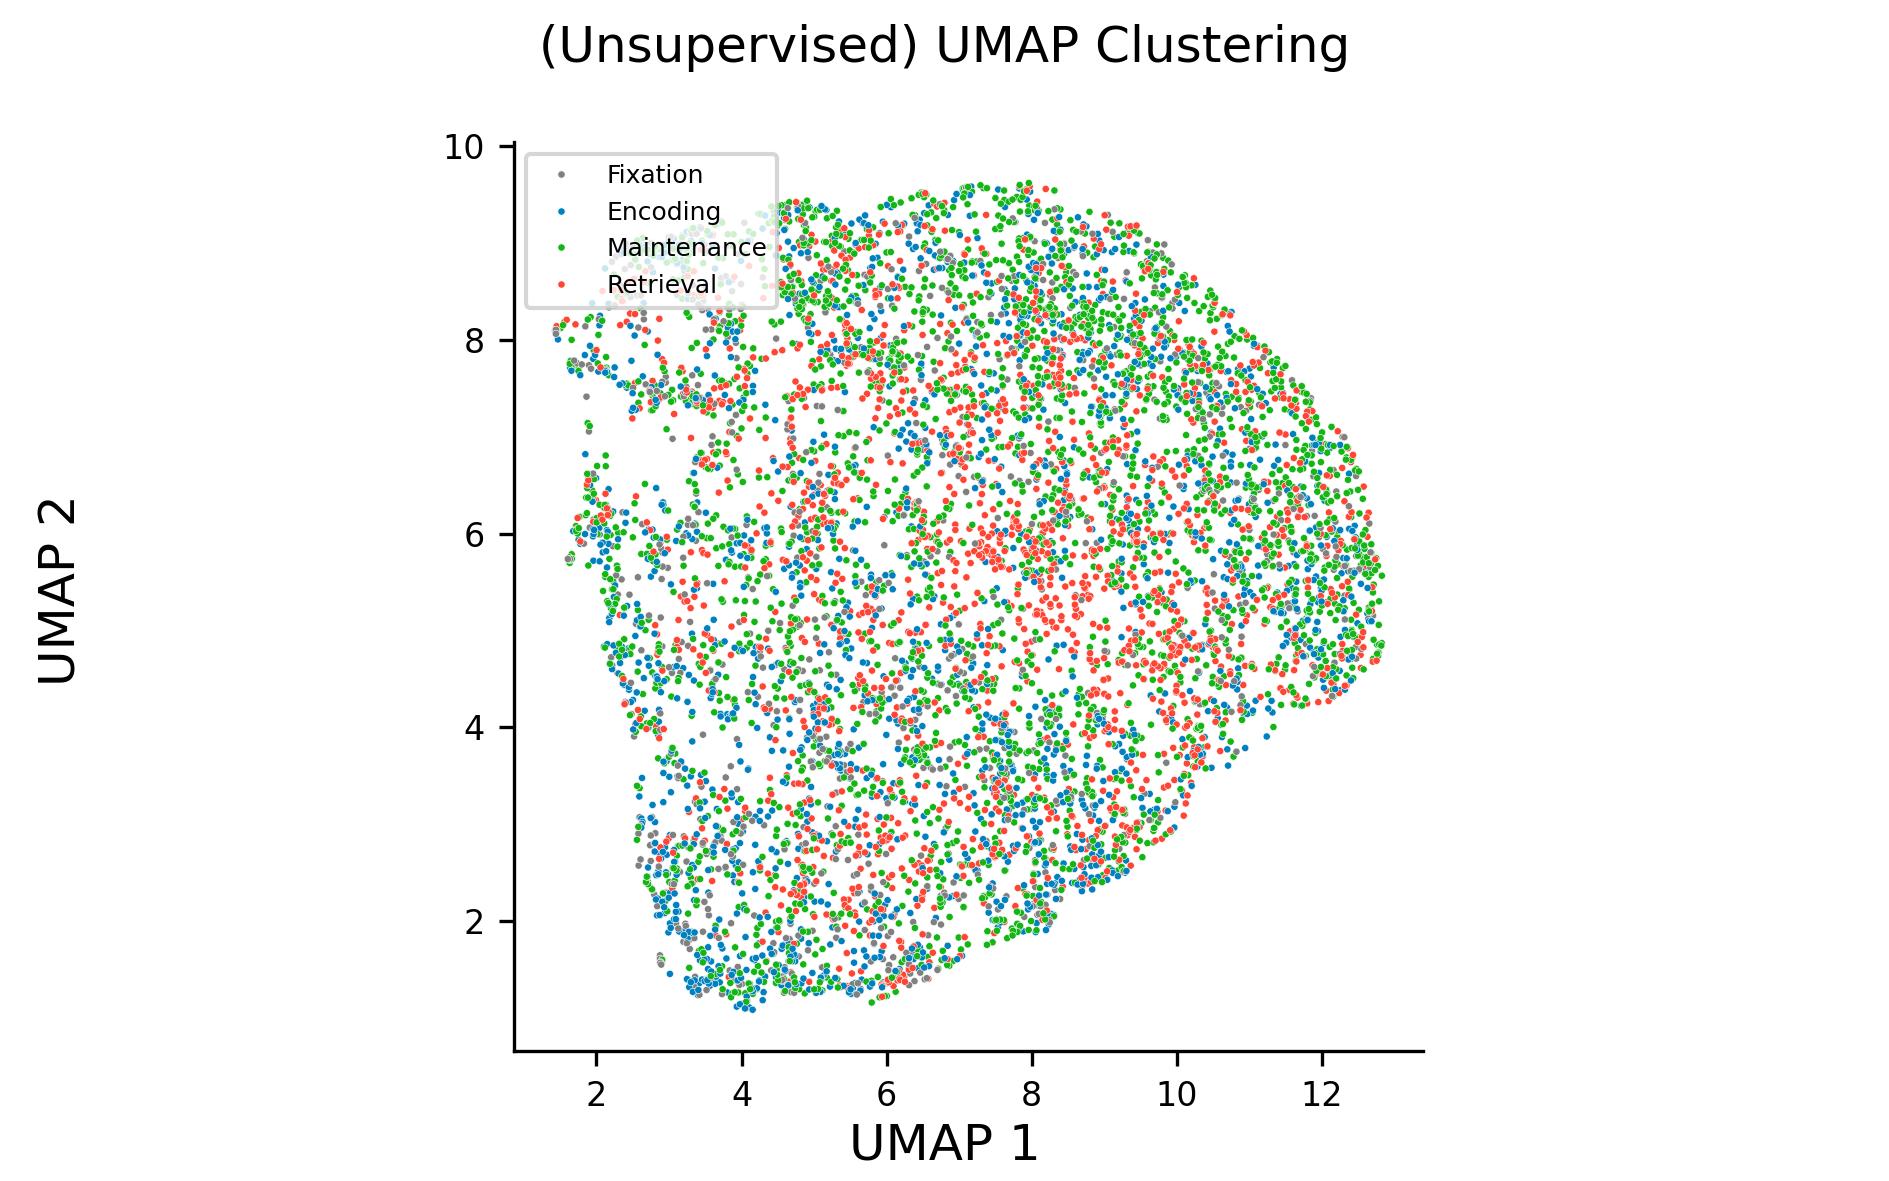 (Unsupervised) UMAP Clustering
10
Fixation
Encoding
Maintenance
Retrieval
8
6
4
2
UMAP 2
2 4 6 8 10 12
UMAP 1